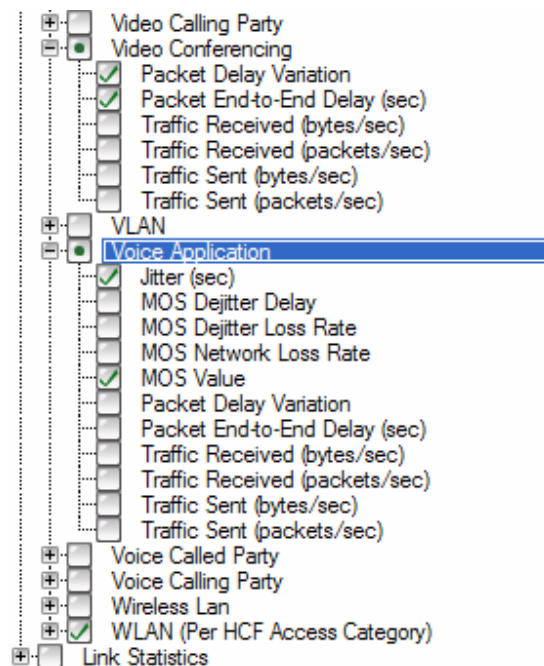 Video Calling Party
Video Conferencing
Packet Delay Variation
Packet End-to-End Delay (sec)
Traffic Received (bytes/sec)
Traffic Received (packets/sec)
Traffic Sent (bytes/sec)
Traffic Sent (packets/sec)
VLAN
Voice Application
Jitter (sec)
MOS Dejitter Delay
MOS Dejitter Loss Rate
MOS Network Loss Rate
MOS Value
Packet Delay Variation
Packet End-to-End Delay (sec)
Traffic Received (bytes/sec)
Traffic Received (packets/sec)
Traffic Sent (bytes/sec)
Traffic Sent (packets/sec)
Voice Called Party
Voice Calling Party
Wireless Lan
WLAN (Per HCF Access Category)
Link Statistics